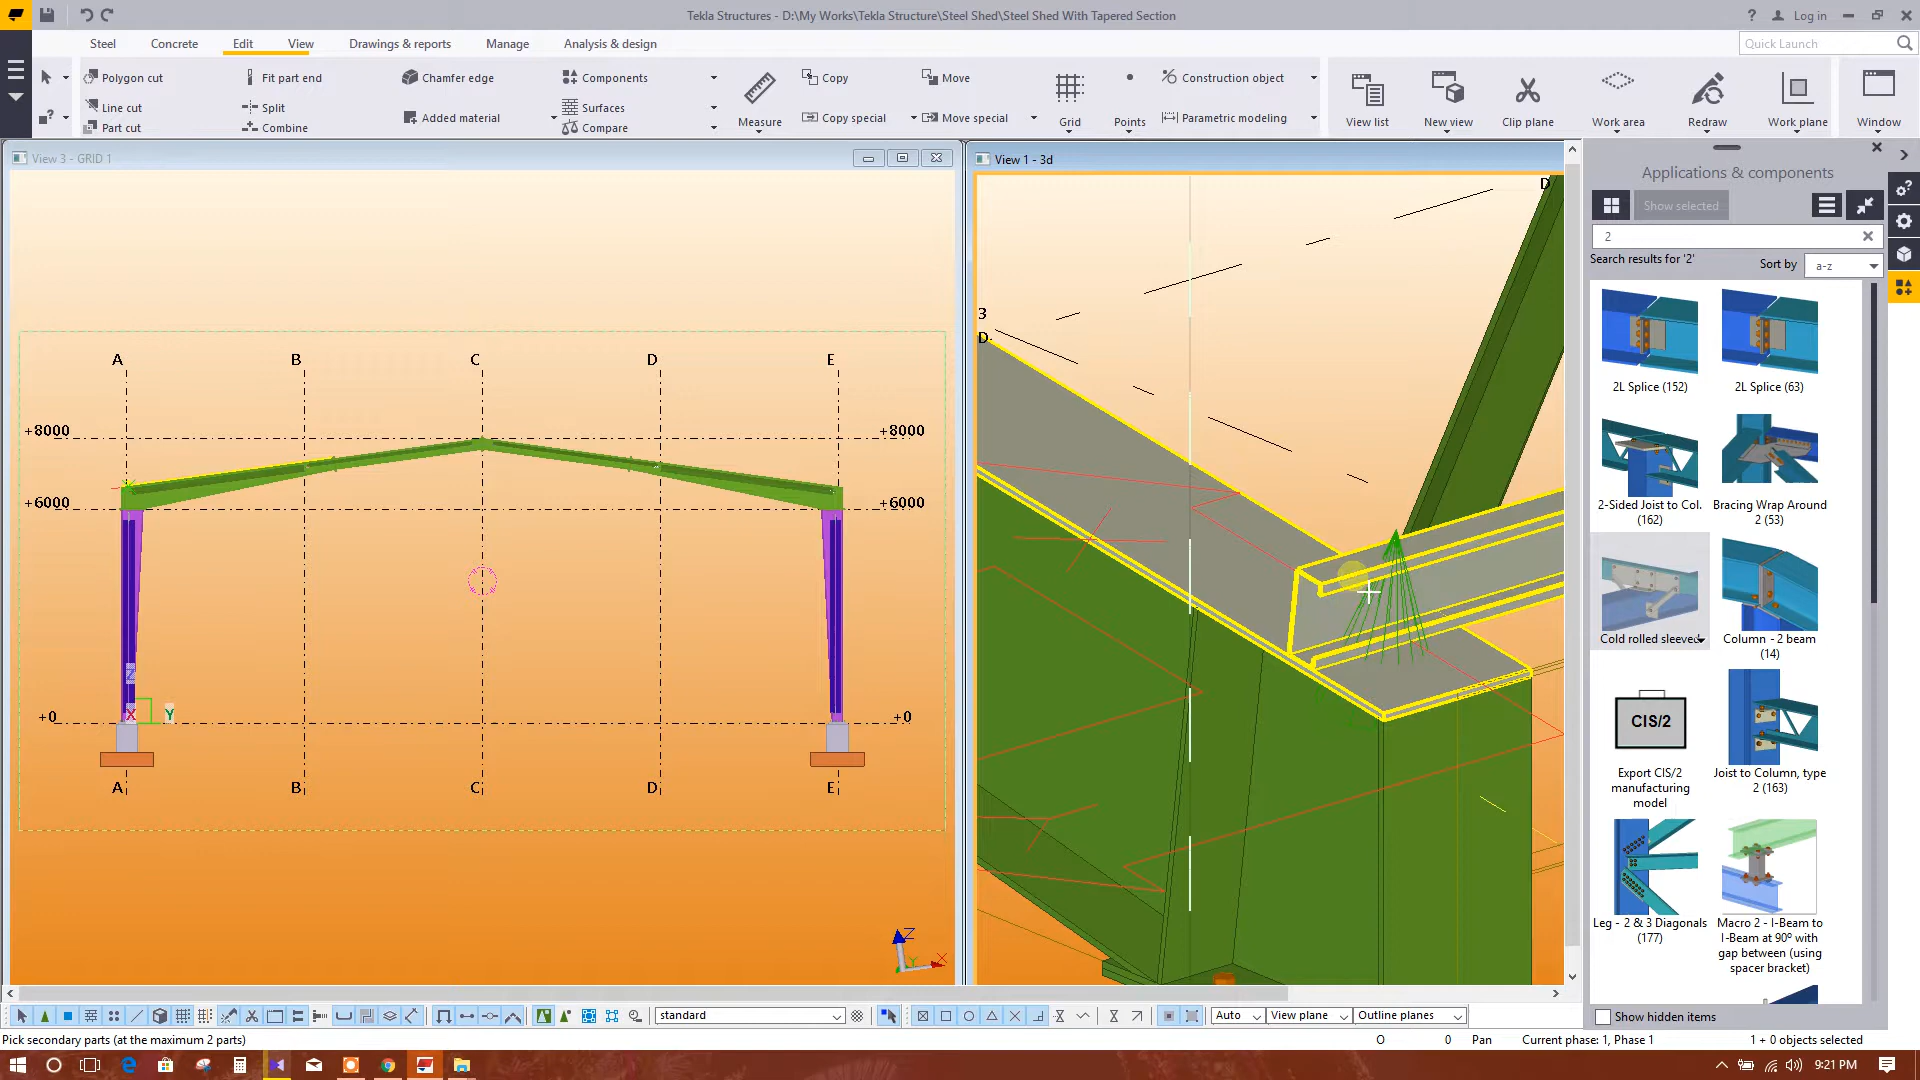 Tekla Structures - D:\My Works\Tekla Structure\Steel Shed\Steel Shed With Tapered Section
? Log in
Steel Concrete Edit View Drawings & reports Manage Analysis & design
Quick Launch
Polygon cut Fit part end Chamfer edge Components Copy Move Construction object
Line cut Split Surfaces
Part cut Combine Added material Compare Measure Copy special Move special Grid Points Parametric modeling View list New view Clip plane Work area Redraw Work plane Window
View 3 - GRID 1
View 1 - 3d
A B C D E
+8000 +8000
+6000 +6000
Z
X Y
+0 +0
A B C D E
Z
Y X
D
3
D
Applications & components
Show selected
2
Search results for '2'
Sort by a-z
2L Splice (152)
2L Splice (63)
2-Sided Joist to Col. (162)
Bracing Wrap Around 2 (53)
Cold rolled sleeved
Column - 2 beam (14)
CIS/2
Export CIS/2 manufacturing model
Joist to Column, type 2 (163)
Leg - 2 & 3 Diagonals (177)
Macro 2 - I-Beam to I-Beam at 90º with gap between (using spacer bracket)
Show hidden items
standard
Auto View plane Outline planes
Pick secondary parts (at the maximum 2 parts)
O 0 Pan Current phase: 1, Phase 1 1 + 0 objects selected
9:21 PM